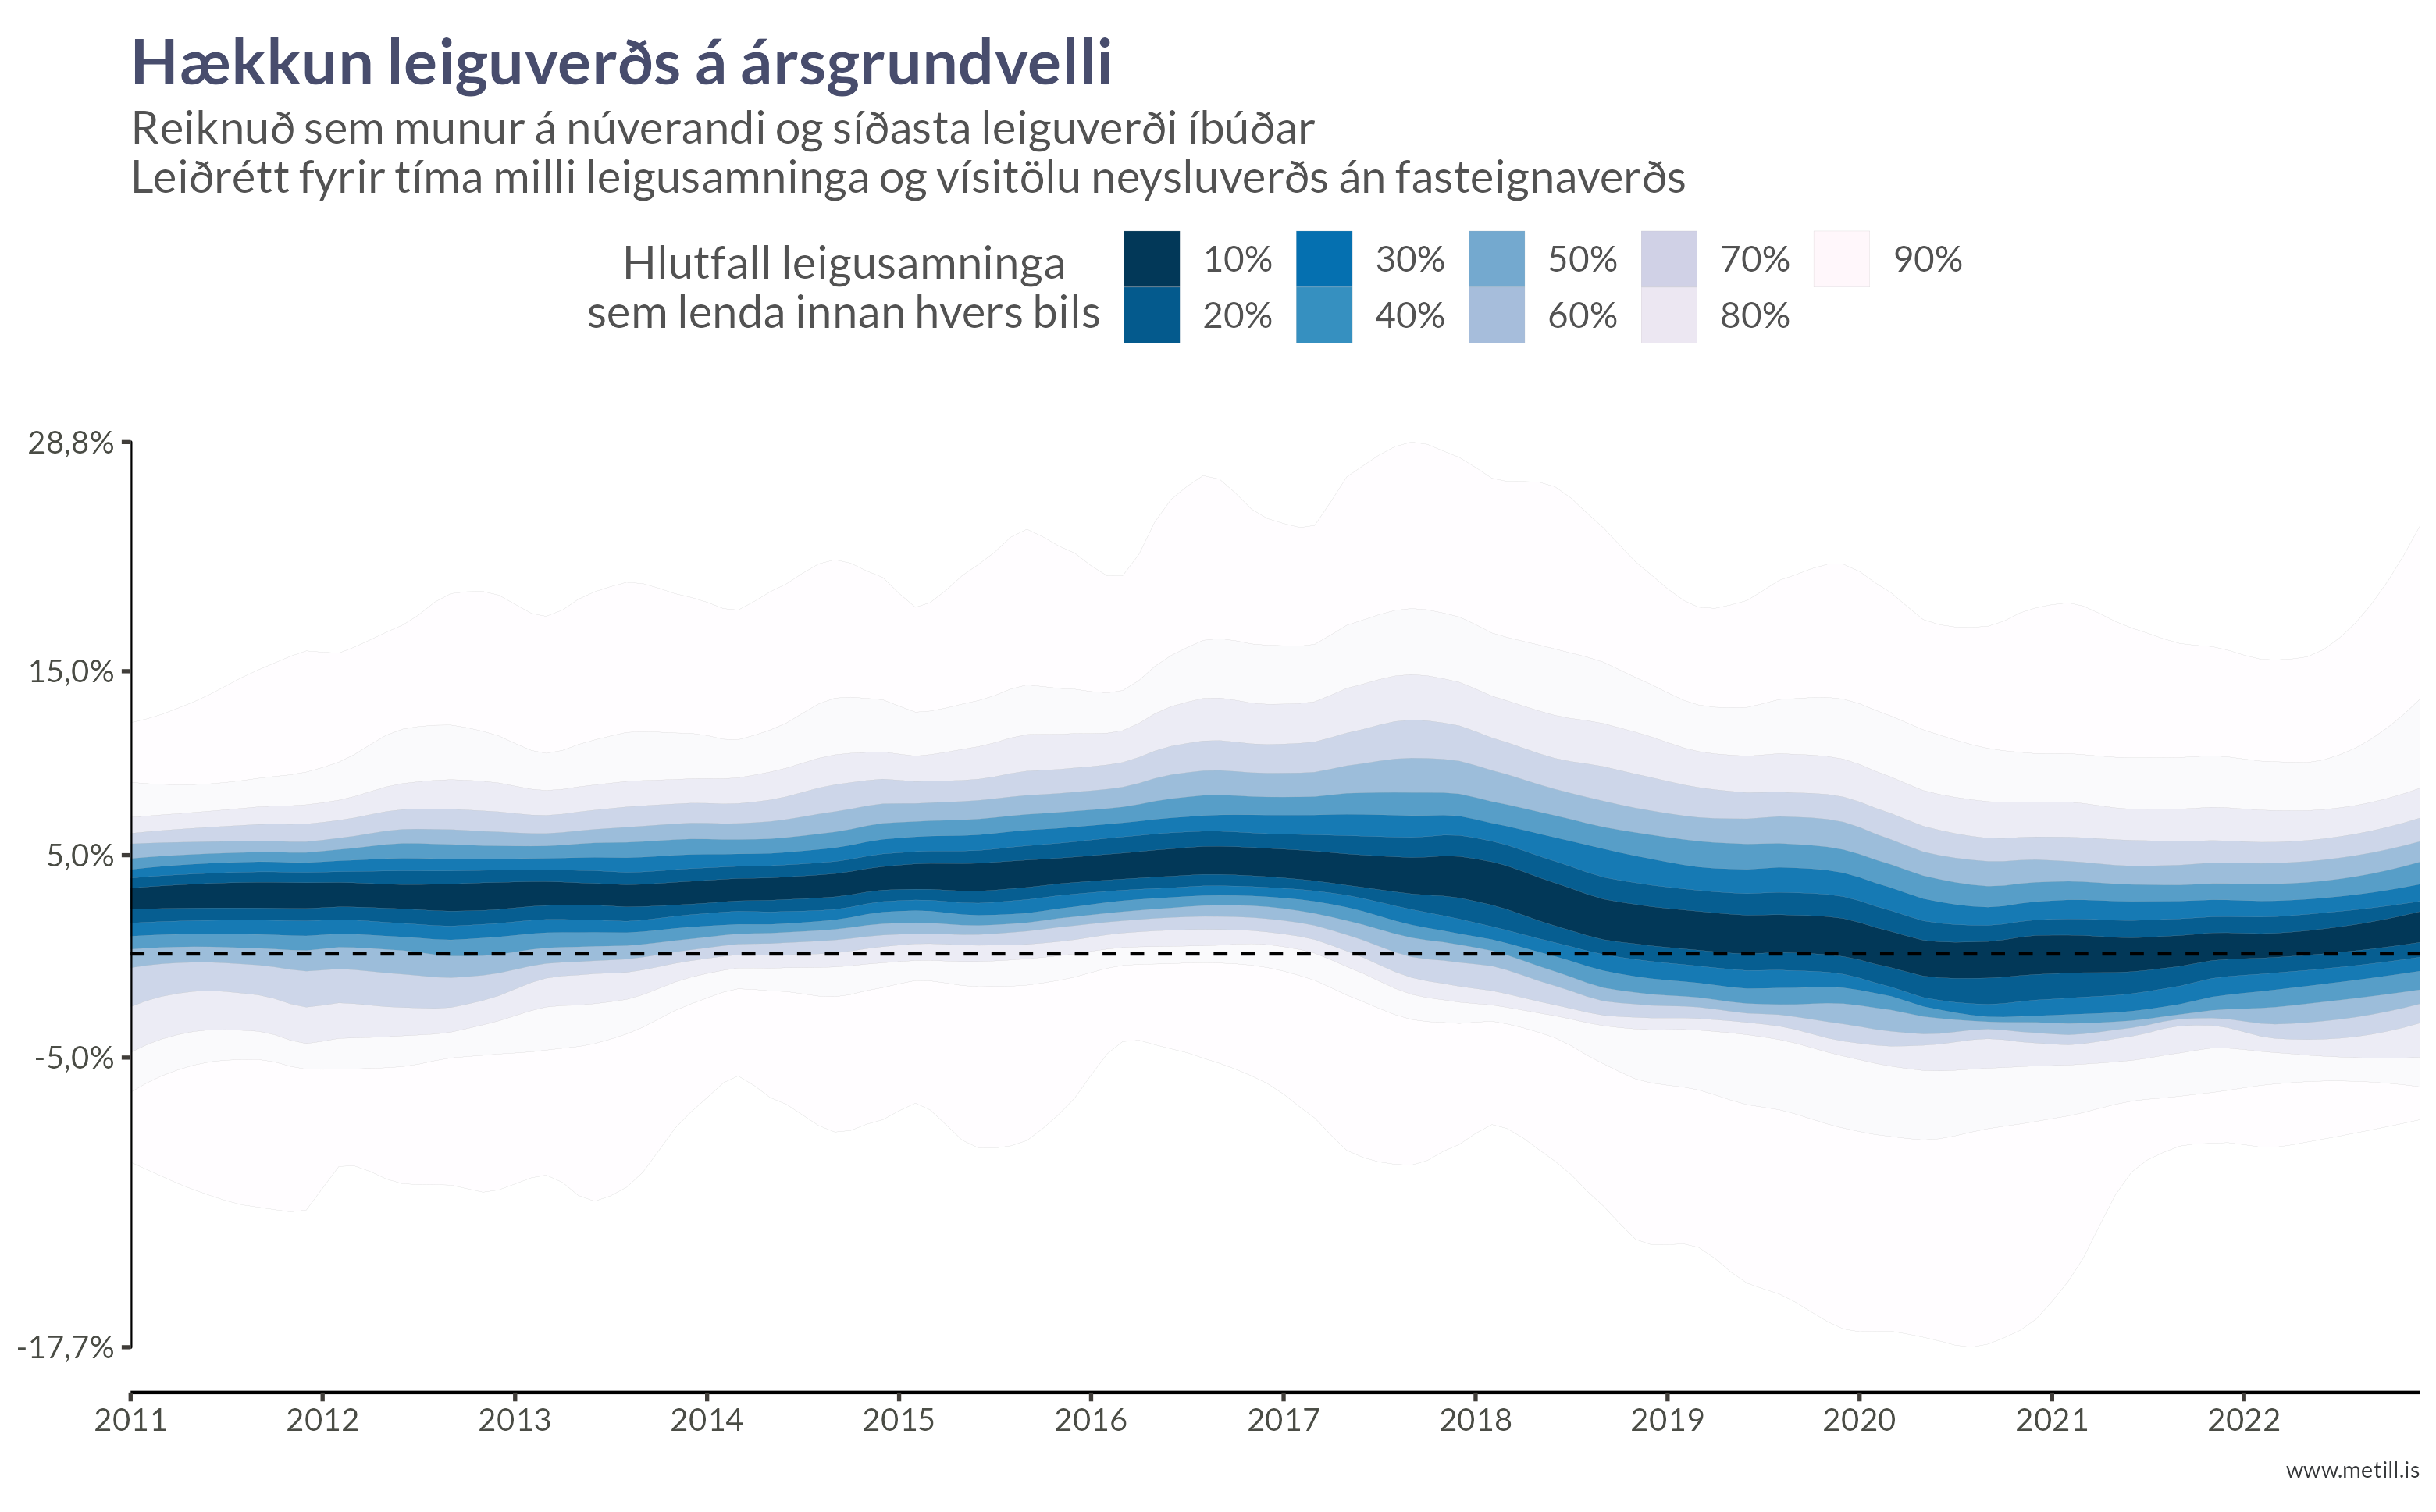 Hækkun leiguverðs á ársgrundvelli
Reiknuð sem munur á núverandi og síðasta leiguverði íbúðar
Leiðrétt fyrir tíma milli leigusamninga og vísitölu neysluverðs án fasteignaverðs
Hlutfall leigusamninga
sem lenda innan hvers bils
10% 30% 50% 70% 90%
20% 40% 60% 80%
28,8%
15,0%
5,0%
-5,0%
-17,7%
2011 2012 2013 2014 2015 2016 2017 2018 2019 2020 2021 2022
www.metill.is